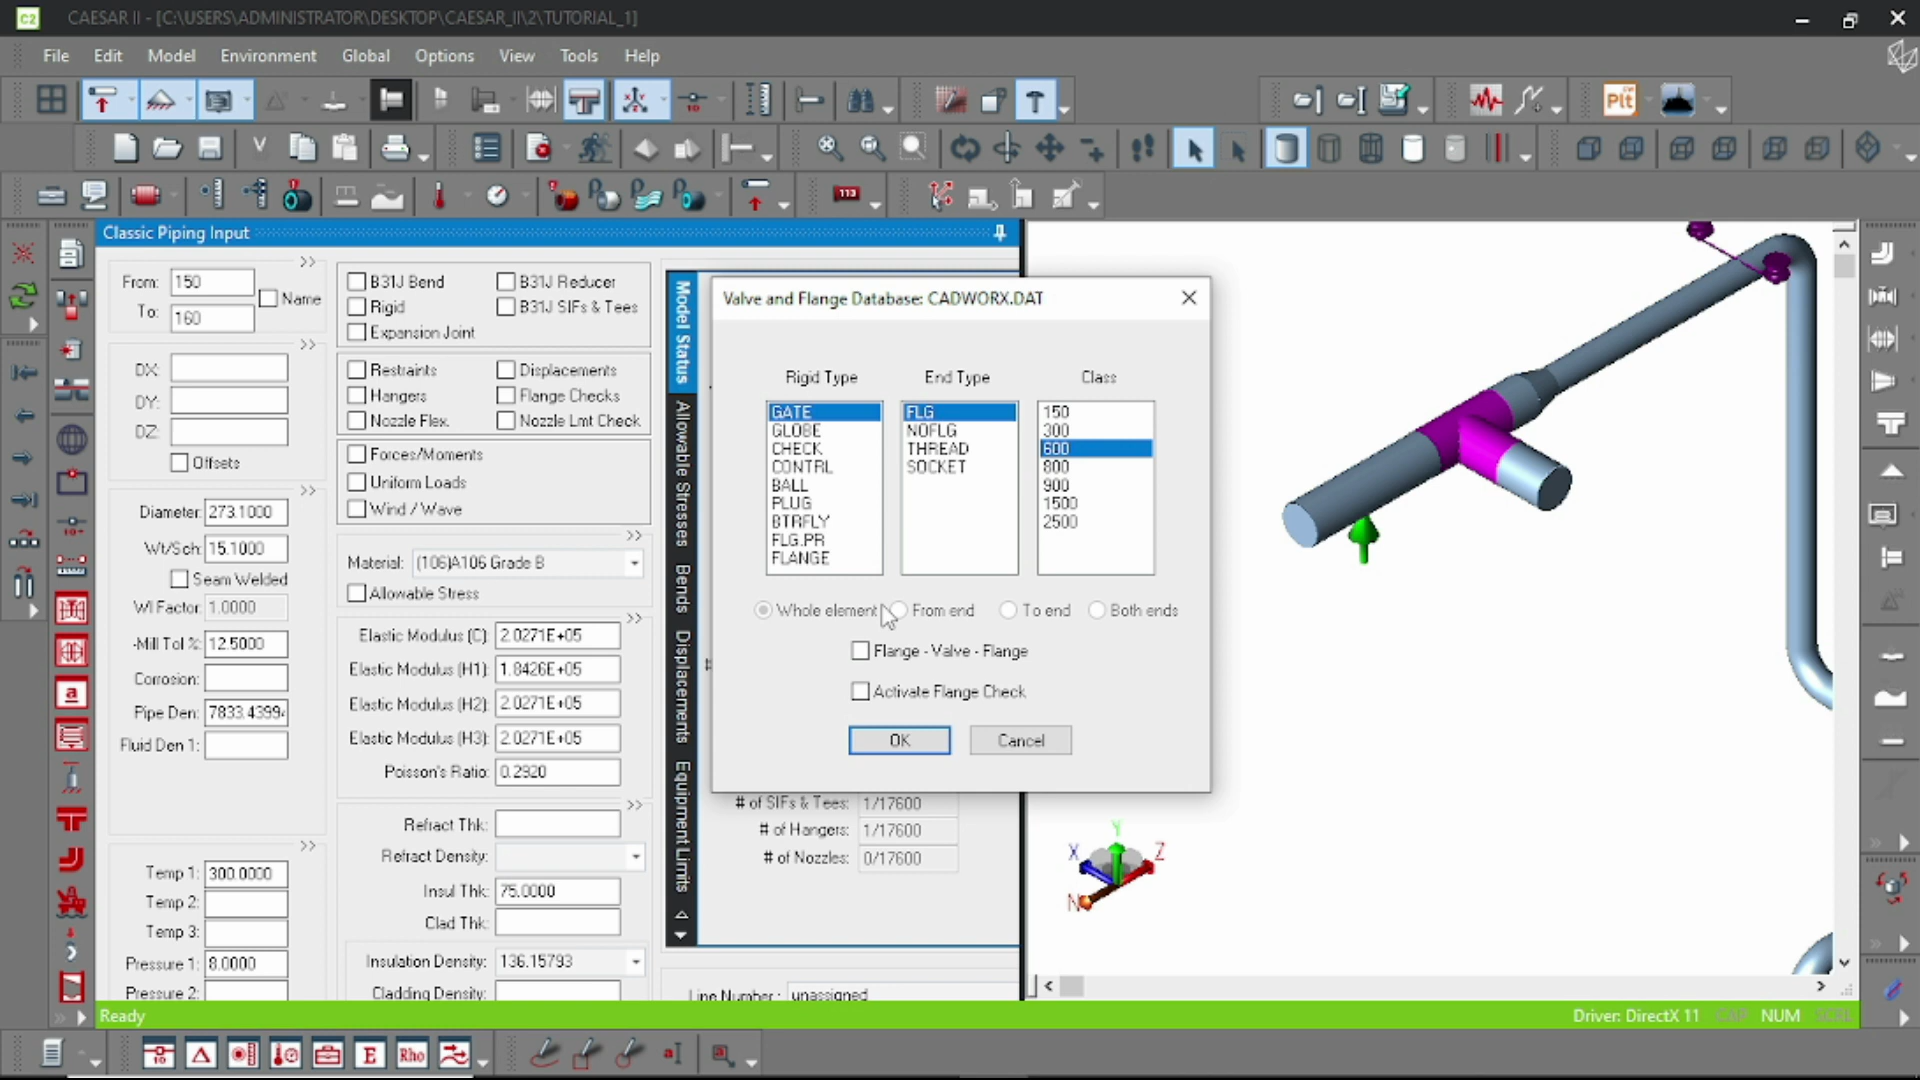 CAESAR II - [C:\USERS\ADMINISTRATOR\DESKTOP\CAESAR_II\2\TUTORIAL_1]
File Edit Model Environment Global Options View Tools Help
Classic Piping Input
From: 150
Name
To: 160
DX:
DY:
DZ:
Offsets
Diameter: 273.1000
Wt/Sch: 15.1000
Seam Welded
Wl Factor: 1.0000
-Mill Tol %: 12.5000
Corrosion:
Pipe Den: 7833.4399
Fluid Den 1:
Temp 1: 300.0000
Temp 2:
Temp 3:
Pressure 1: 8.0000
Pressure 2:
B31J Bend B31J Reducer
Rigid B31J SIFs & Tees
Expansion Joint
Restraints Displacements
Hangers Flange Checks
Nozzle Flex. Nozzle Lmt Check
Forces/Moments
Uniform Loads
Wind / Wave
Material: (106)A106 Grade B
Allowable Stress
Elastic Modulus (C): 2.0271E+05
Elastic Modulus (H1): 1.8426E+05
Elastic Modulus (H2): 2.0271E+05
Elastic Modulus (H3): 2.0271E+05
Poisson's Ratio: 0.2920
Refract Thk:
Refract Density:
Insul Thk: 75.0000
Clad Thk:
Insulation Density: 136.15793
Cladding Density:
Model Status
Allowable Stresses
Bends
Displacements
Equipment Limits
Valve and Flange Database: CADWORX.DAT
Rigid Type End Type Class
GATE FLG 150
GLOBE NOFLG 300
CHECK THREAD 600
CONTRL SOCKET 800
BALL 900
PLUG 1500
BTRFLY 2500
FLG.PR
FLANGE
Whole element From end To end Both ends
Flange - Valve - Flange
Activate Flange Check
OK Cancel
# of SIFs & Tees: 1/17600
# of Hangers: 1/17600
# of Nozzles: 0/17600
Line Number: unassigned
Y
X Z
N
Ready
Driver: DirectX 11 CAP NUM SCRL
C2
Plt
113
a
E
Rho